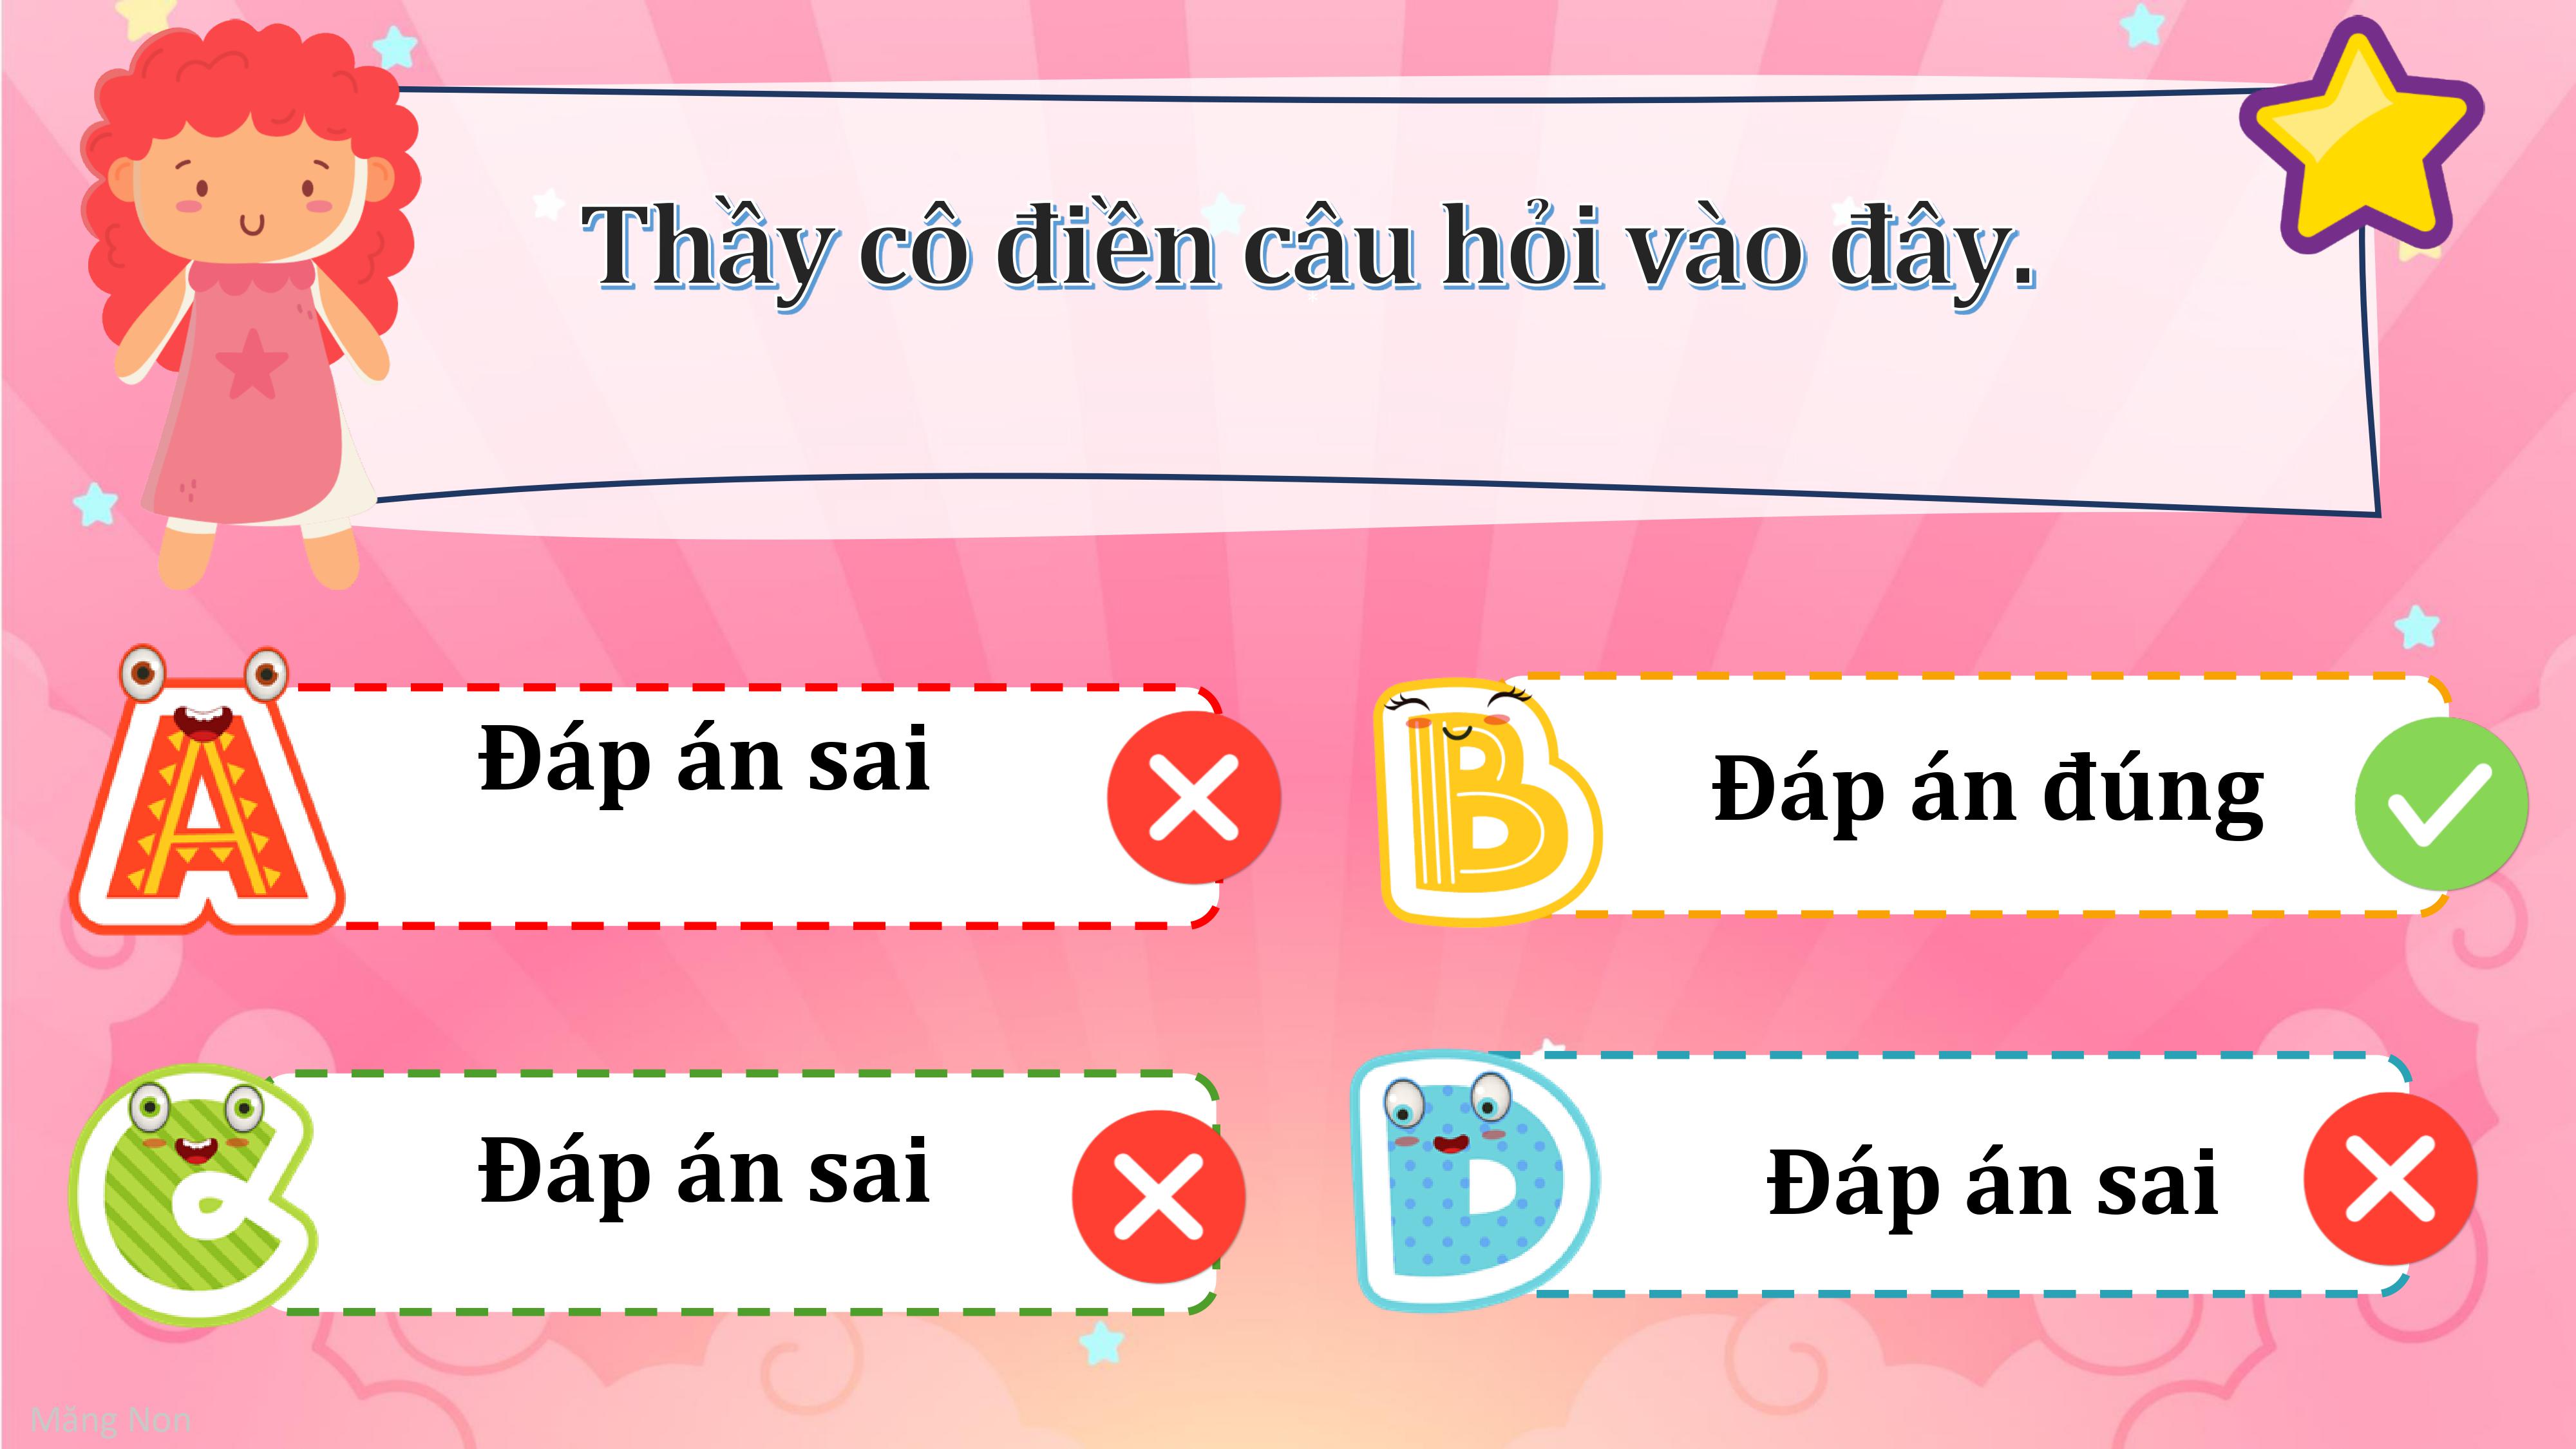 Thầy cô điền câu hỏi vào đây.
A
Đáp án sai
B
Đáp án đúng
C
Đáp án sai
D
Đáp án sai
Măng Non